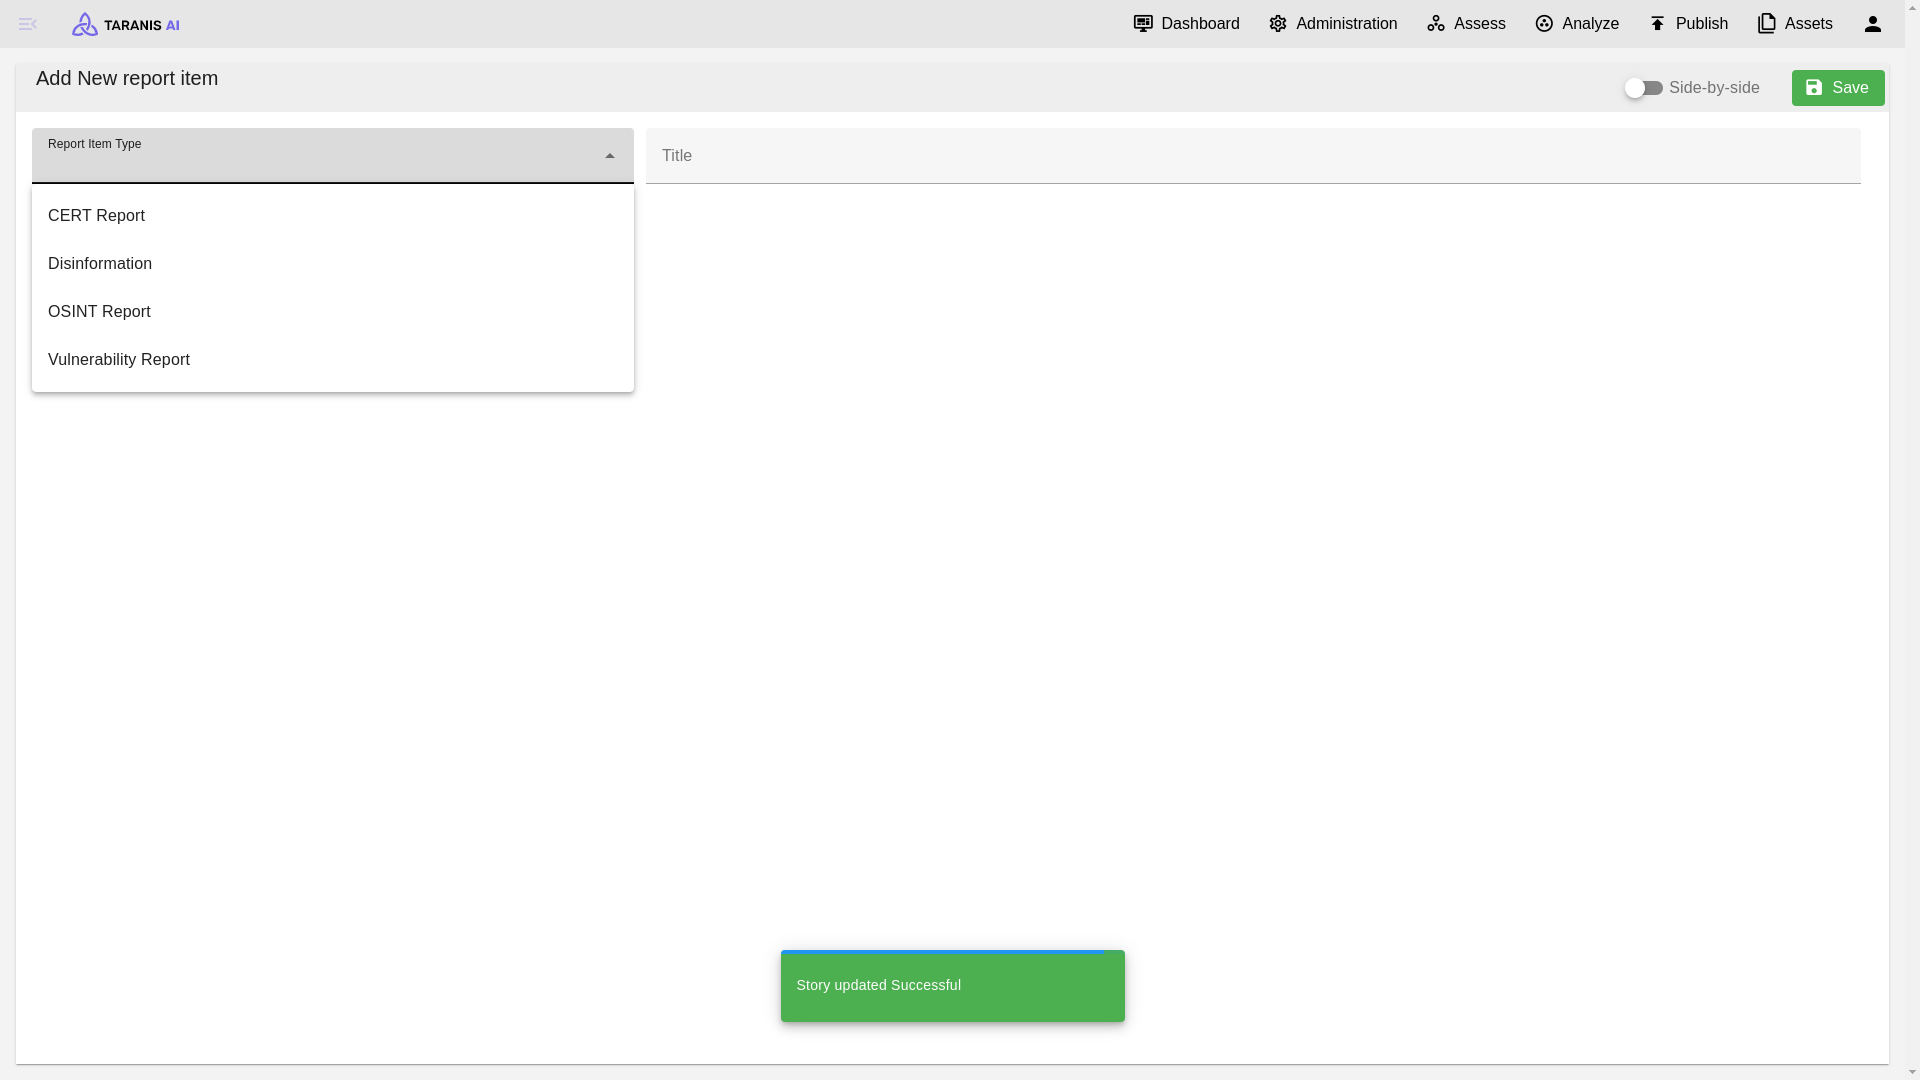 TARANIS AI
Dashboard
Administration
Assess
Analyze
Publish
Assets
Add New report item
Side-by-side
Save
Report Item Type
Title
CERT Report
Disinformation
OSINT Report
Vulnerability Report
Story updated Successful